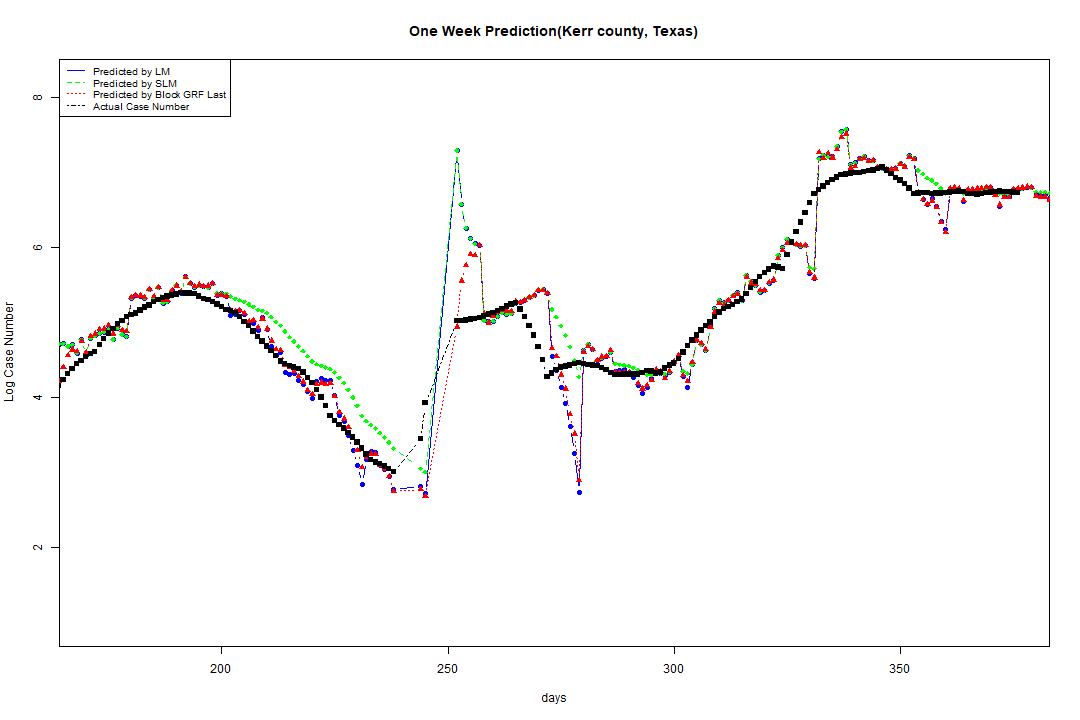 One Week Prediction(Kerr county, Texas)
Predicted by LM
Predicted by SLM
Predicted by Block GRF Last
Actual Case Number
8
6
4
2
Log Case Number
200 250 300 350
days